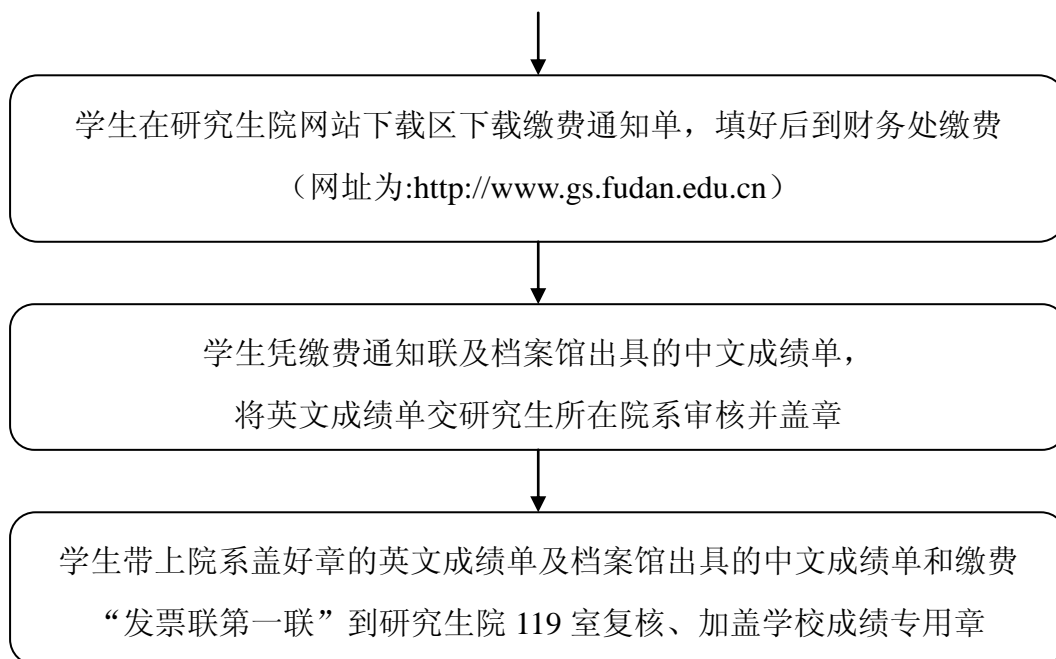 学生在研究生院网站下载区下载缴费通知单，填好后到财务处缴费
（网址为:http://www.gs.fudan.edu.cn）
学生凭缴费通知联及档案馆出具的中文成绩单，
将英文成绩单交研究生所在院系审核并盖章
学生带上院系盖好章的英文成绩单及档案馆出具的中文成绩单和缴费
“发票联第一联”到研究生院 119 室复核、加盖学校成绩专用章